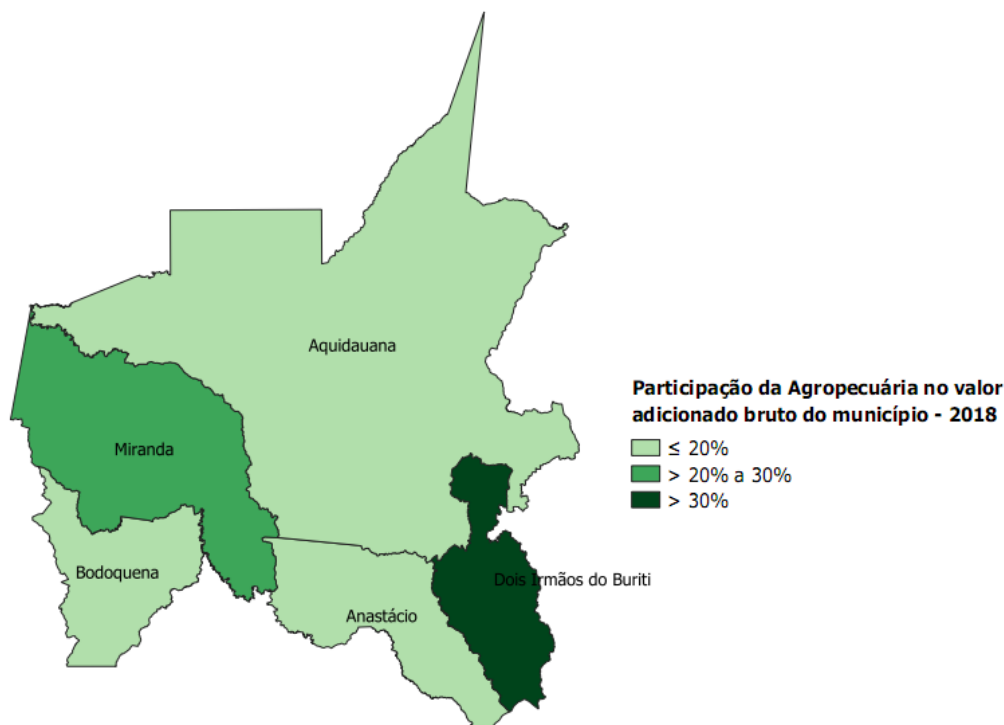 Aquidauana
Participação da Agropecuária no valor
adicionado bruto do município - 2018
≤ 20%
> 20% a 30%
> 30%
Miranda
Bodoquena
Dois Irmãos do Buriti
Anastácio